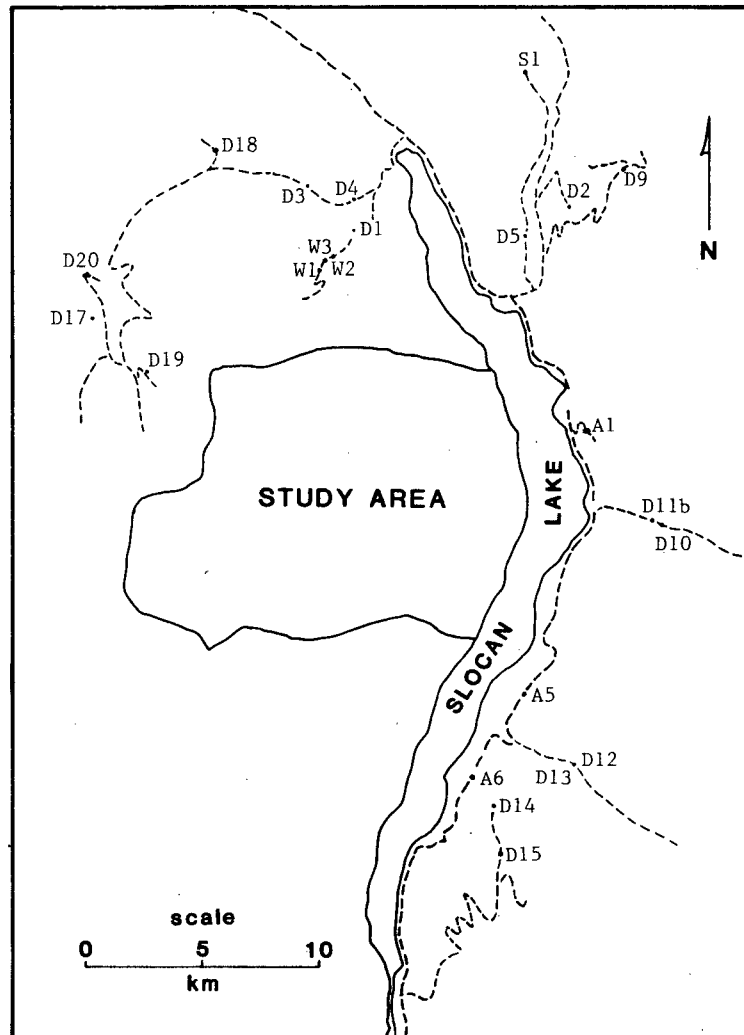 S1
D18
D9
D3
D4
D2
D1
D5
N
W3
W1
W2
D20
D17
D19
A1
LAKE
STUDY AREA
D11b
D10
SLOCAN
A5
D12
D13
A6
D14
D15
scale
0 5 10
km